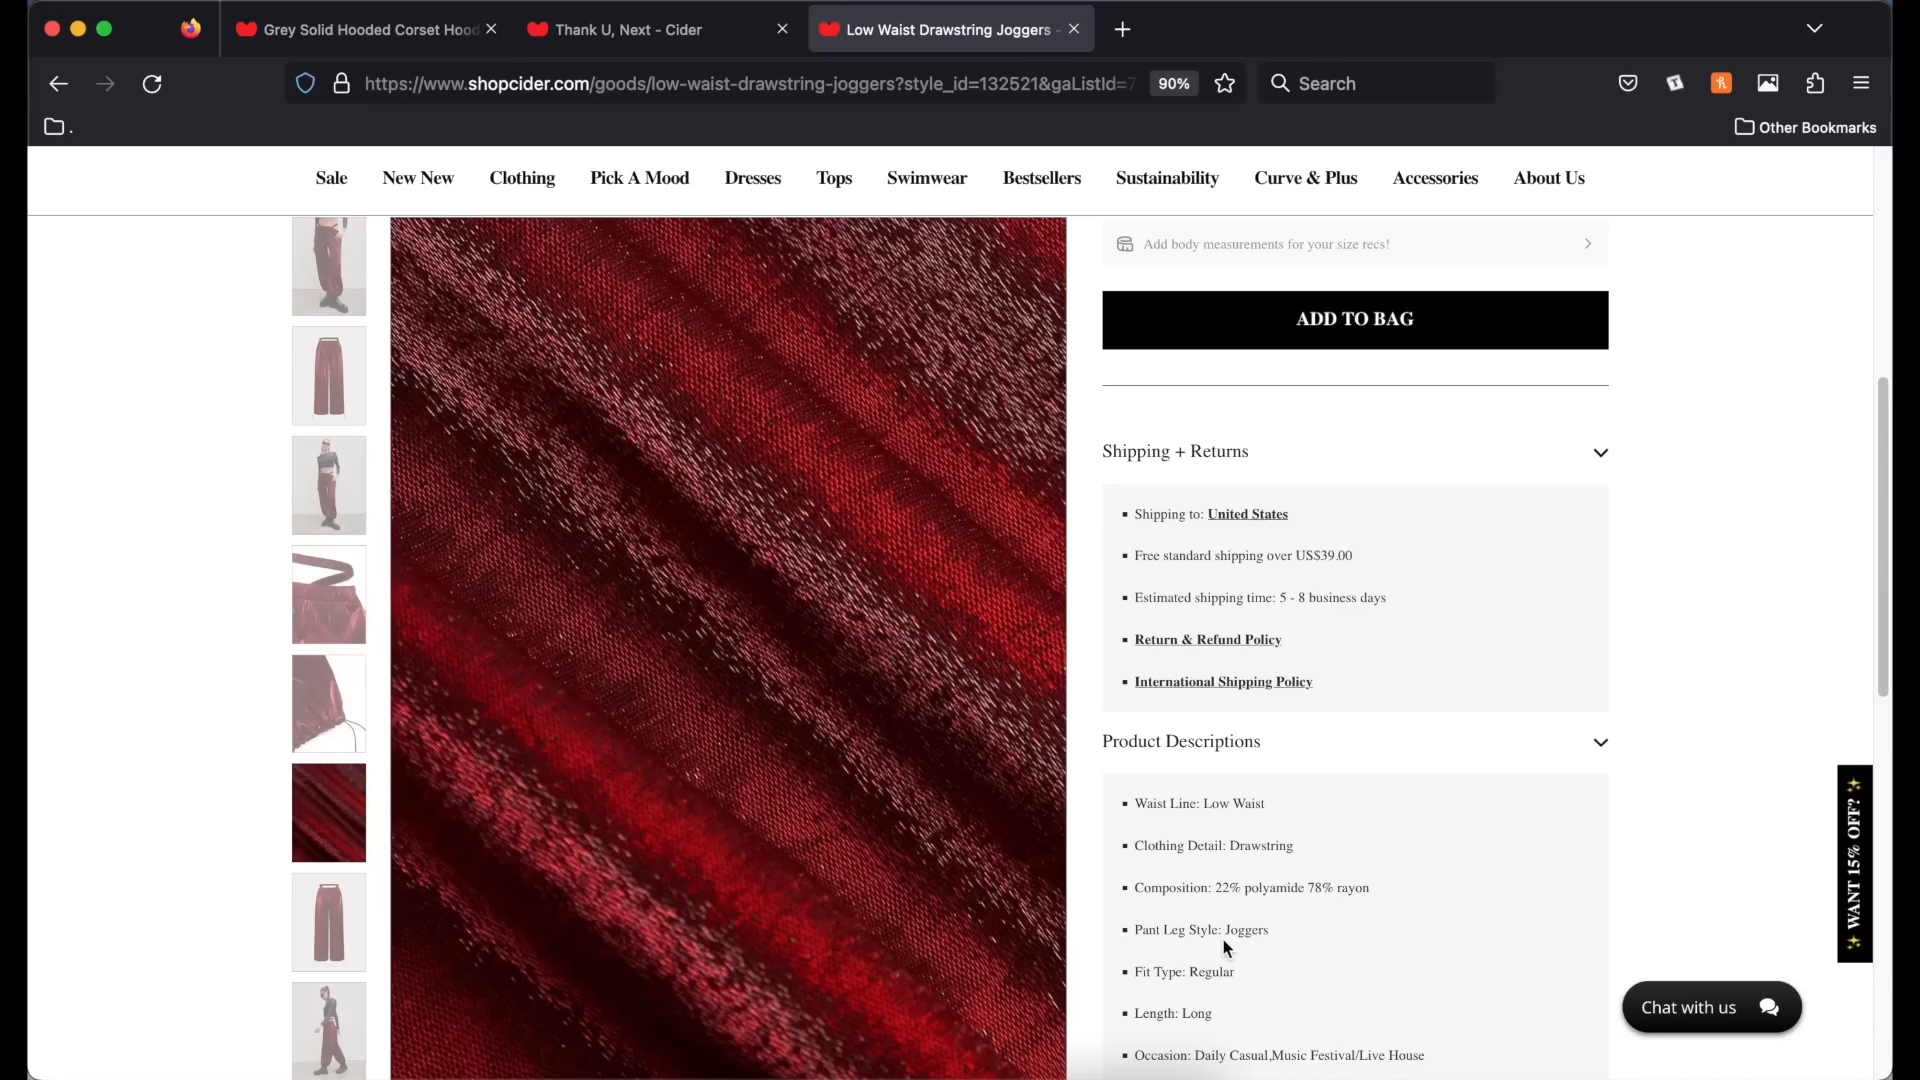 Grey Solid Hooded Corset Hood
Thank U, Next - Cider
Low Waist Drawstring Joggers -
https://www.shopcider.com/goods/low-waist-drawstring-joggers?style_id=132521&gaListId=7
90%
Search
.
Other Bookmarks
Sale New New Clothing Pick A Mood Dresses Tops Swimwear Bestsellers Sustainability Curve & Plus Accessories About Us
Add body measurements for your size recs!
ADD TO BAG
Shipping + Returns
Shipping to: United States
Free standard shipping over US$39.00
Estimated shipping time: 5 - 8 business days
Return & Refund Policy
International Shipping Policy
Product Descriptions
Waist Line: Low Waist
Clothing Detail: Drawstring
Composition: 22% polyamide 78% rayon
Pant Leg Style: Joggers
Fit Type: Regular
Length: Long
Occasion: Daily Casual,Music Festival/Live House
✨ WANT 15% OFF? ✨
Chat with us